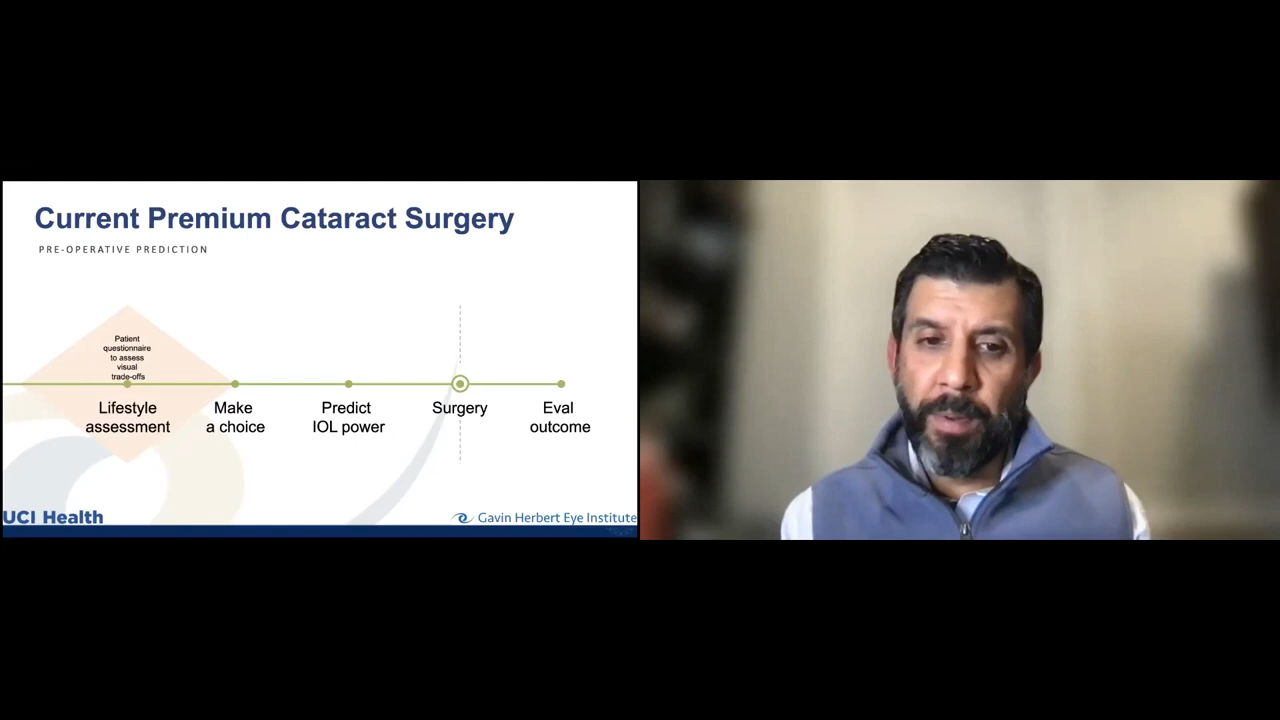 Current Premium Cataract Surgery
PRE-OPERATIVE PREDICTION
Patient
questionnaire
to assess
visual
trade-offs
Lifestyle
assessment
Make
a choice
Predict
IOL power
Surgery
Eval
outcome
UCI Health
Gavin Herbert Eye Institute